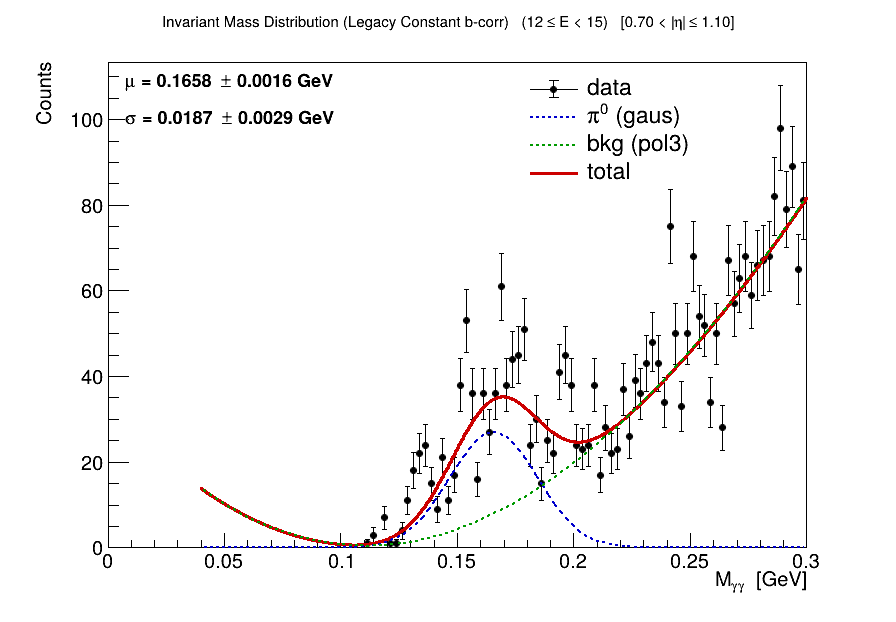 Invariant Mass Distribution (Legacy Constant b-corr) (12 ≤ E < 15) [0.70 < |η| ≤ 1.10]
Counts
μ = 0.1658 ± 0.0016 GeV
σ = 0.0187 ± 0.0029 GeV
data
π⁰ (gaus)
bkg (pol3)
total
100
80
60
40
20
0
0 0.05 0.1 0.15 0.2 0.25 0.3
M_γγ [GeV]